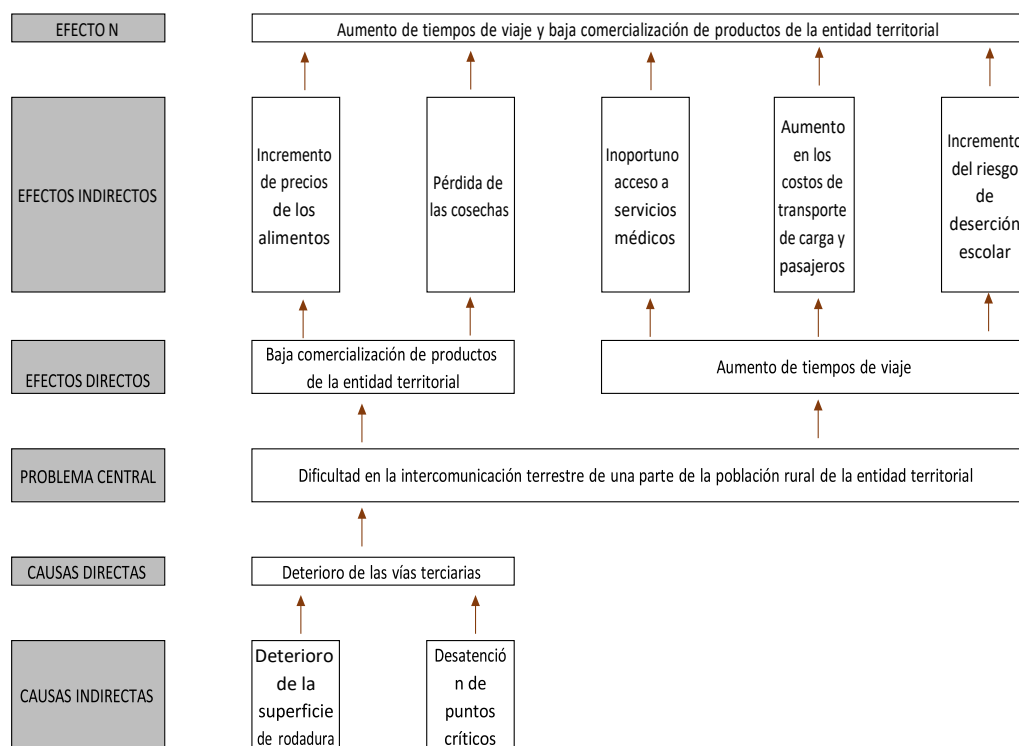 EFECTO N
Aumento de tiempos de viaje y baja comercialización de productos de la entidad territorial
EFECTOS INDIRECTOS
Incremento
de precios
de los
alimentos
Pérdida de
las cosechas
Inoportuno
acceso a
servicios
médicos
Aumento
en los
costos de
transporte
de carga y
pasajeros
Incremento
del riesgo
de
deserción
escolar
EFECTOS DIRECTOS
Baja comercialización de productos
de la entidad territorial
Aumento de tiempos de viaje
PROBLEMA CENTRAL
Dificultad en la intercomunicación terrestre de una parte de la población rural de la entidad territorial
CAUSAS DIRECTAS
Deterioro de las vías terciarias
CAUSAS INDIRECTAS
Deterioro
de la
superficie
de rodadura
Desatenció
n de
puntos
críticos